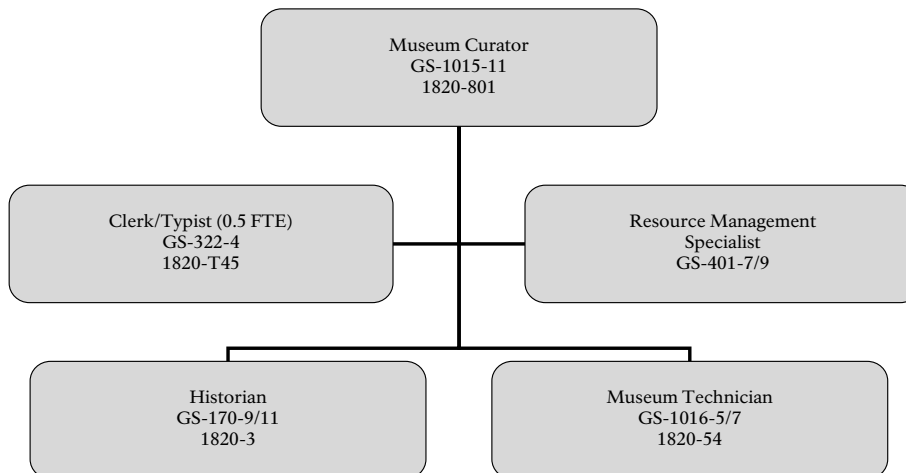 Museum Curator
GS-1015-11
1820-801
Clerk/Typist (0.5 FTE)
GS-322-4
1820-T45
Resource Management
Specialist
GS-401-7/9
Historian
GS-170-9/11
1820-3
Museum Technician
GS-1016-5/7
1820-54